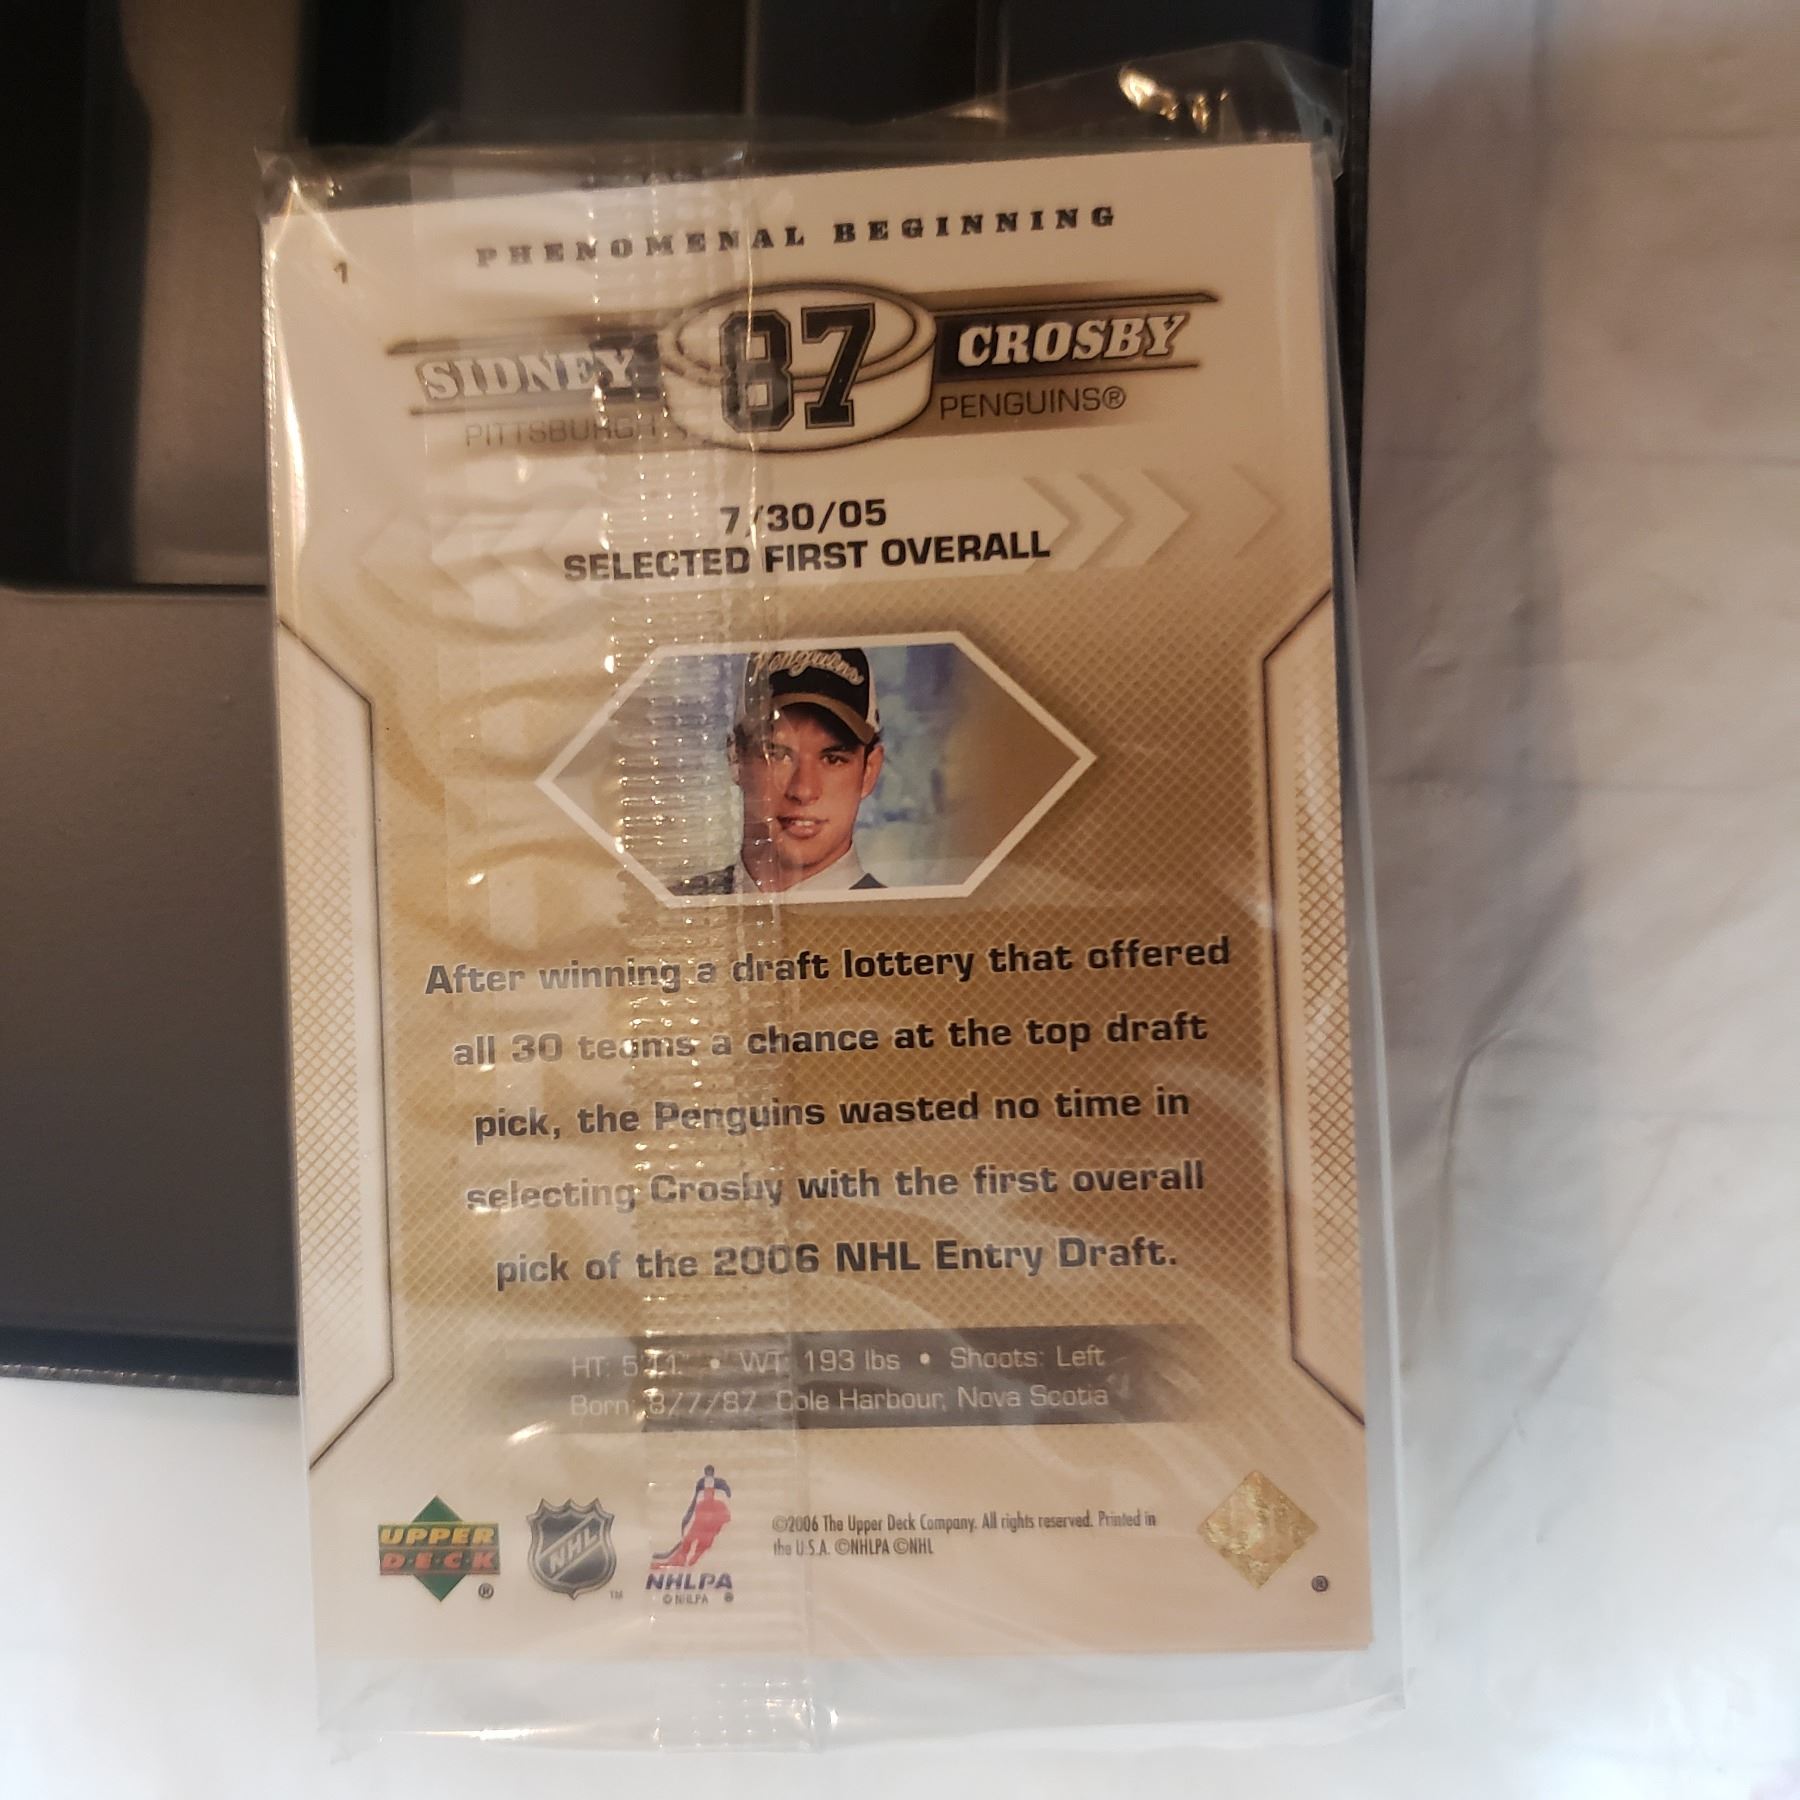 PHENOMENAL BEGINNING
1
SIDNEY 87 CROSBY
PITTSBURGH PENGUINS®
7/30/05
SELECTED FIRST OVERALL
Penguins
After winning a draft lottery that offered
all 30 teams a chance at the top draft
pick, the Penguins wasted no time in
selecting Crosby with the first overall
pick of the 2006 NHL Entry Draft.
HT: 5'11" • WT: 193 lbs • Shoots: Left
Born: 8/7/87 Cole Harbour, Nova Scotia
UPPER
DECK
®
NHL
TM
NHLPA
© NHLPA ®
©2006 The Upper Deck Company. All rights reserved. Printed in
the U.S.A. ©NHLPA ©NHL
®